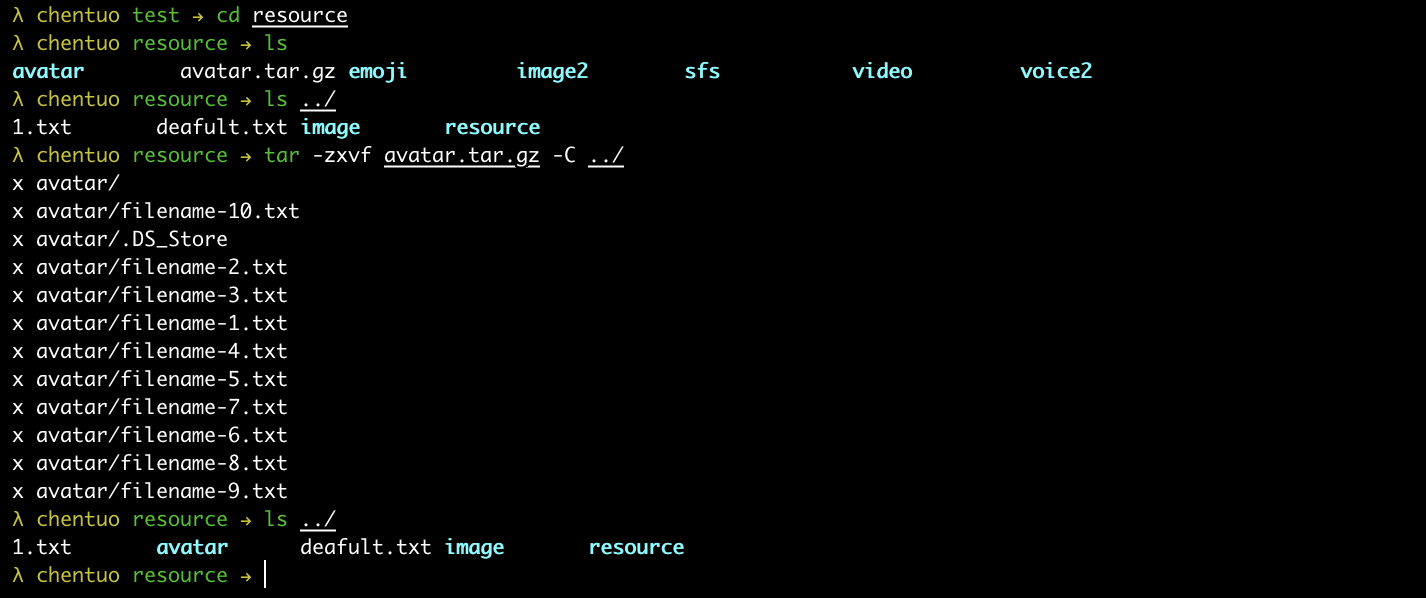 λ chentuo test → cd resource
λ chentuo resource → ls
avatar avatar.tar.gz emoji image2 sfs video voice2
λ chentuo resource → ls ../
1.txt deafult.txt image resource
λ chentuo resource → tar -zxvf avatar.tar.gz -C ../
x avatar/
x avatar/filename-10.txt
x avatar/.DS_Store
x avatar/filename-2.txt
x avatar/filename-3.txt
x avatar/filename-1.txt
x avatar/filename-4.txt
x avatar/filename-5.txt
x avatar/filename-7.txt
x avatar/filename-6.txt
x avatar/filename-8.txt
x avatar/filename-9.txt
λ chentuo resource → ls ../
1.txt avatar deafult.txt image resource
λ chentuo resource →